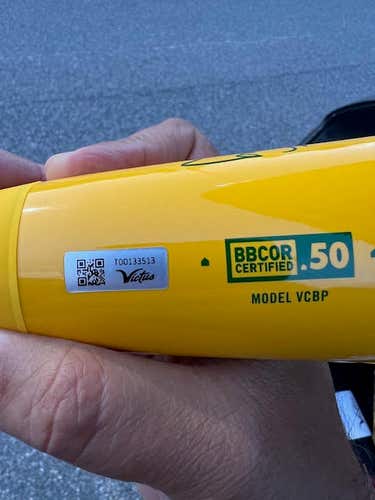 T00133513
Victus
BBCOR
CERTIFIED
.50
MODEL VCBP